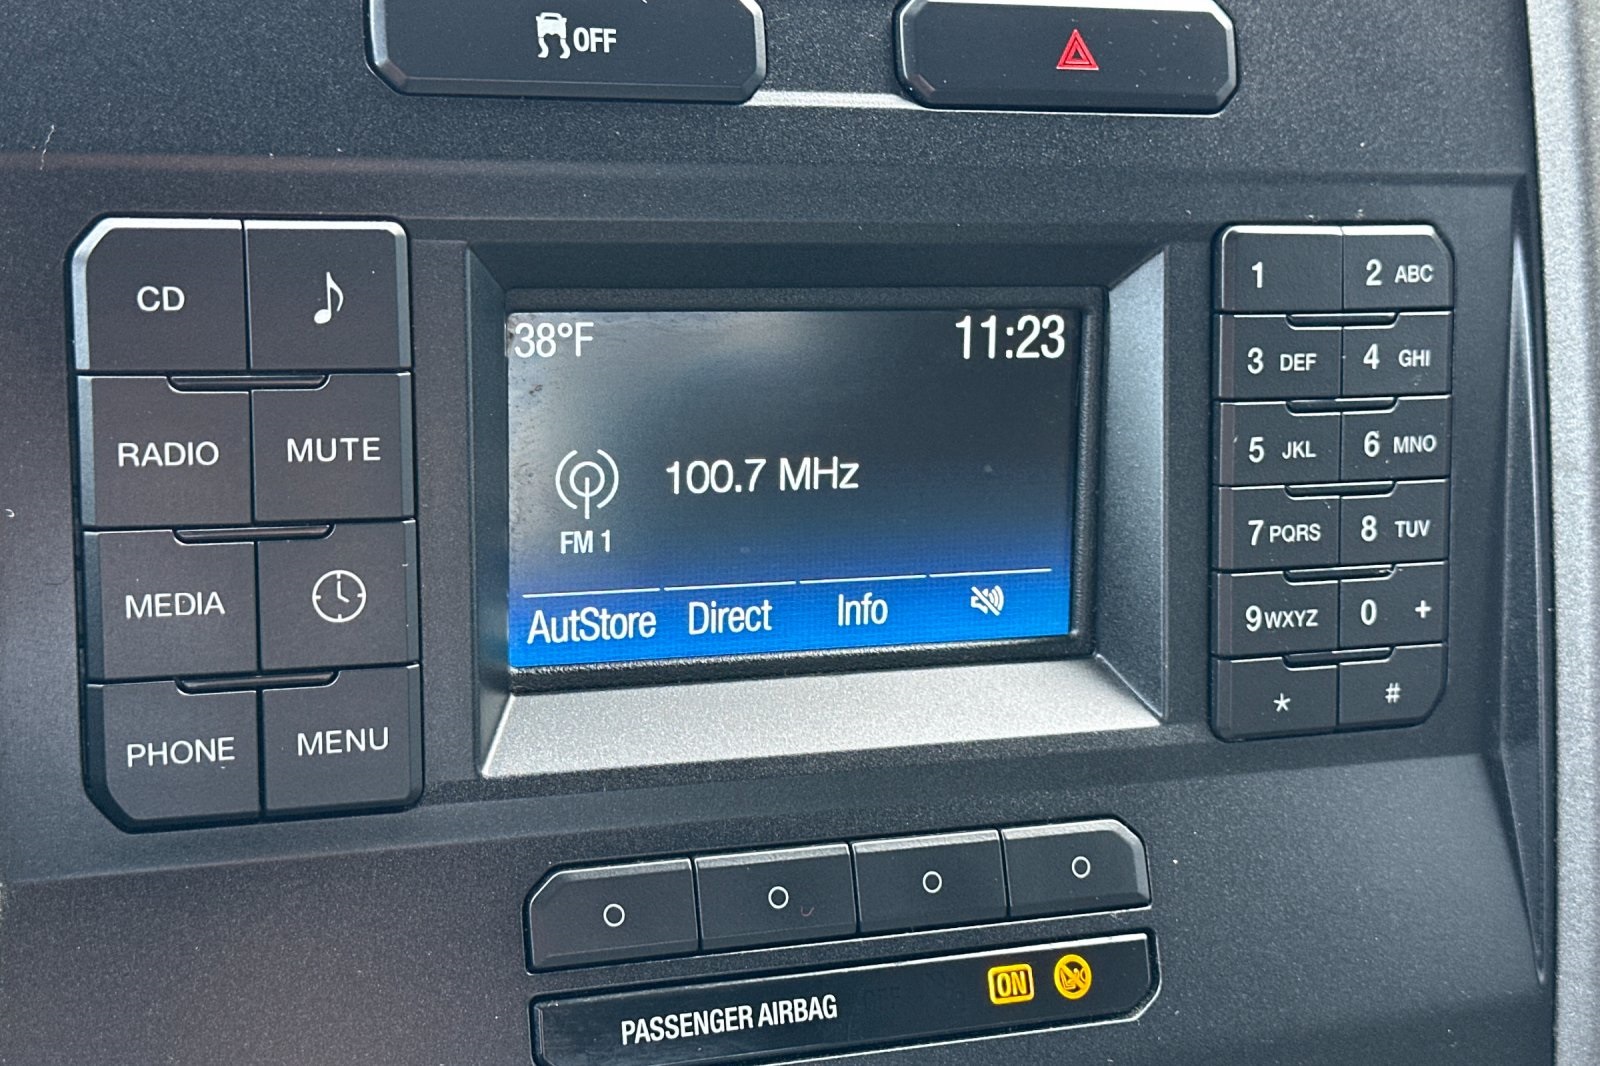 OFF
CD
RADIO MUTE
MEDIA
PHONE MENU
38°F 11:23
100.7 MHz
FM 1
AutStore Direct Info
1 2 ABC
3 DEF 4 GHI
5 JKL 6 MNO
7 PQRS 8 TUV
9 WXYZ 0 +
* #
PASSENGER AIRBAG ON